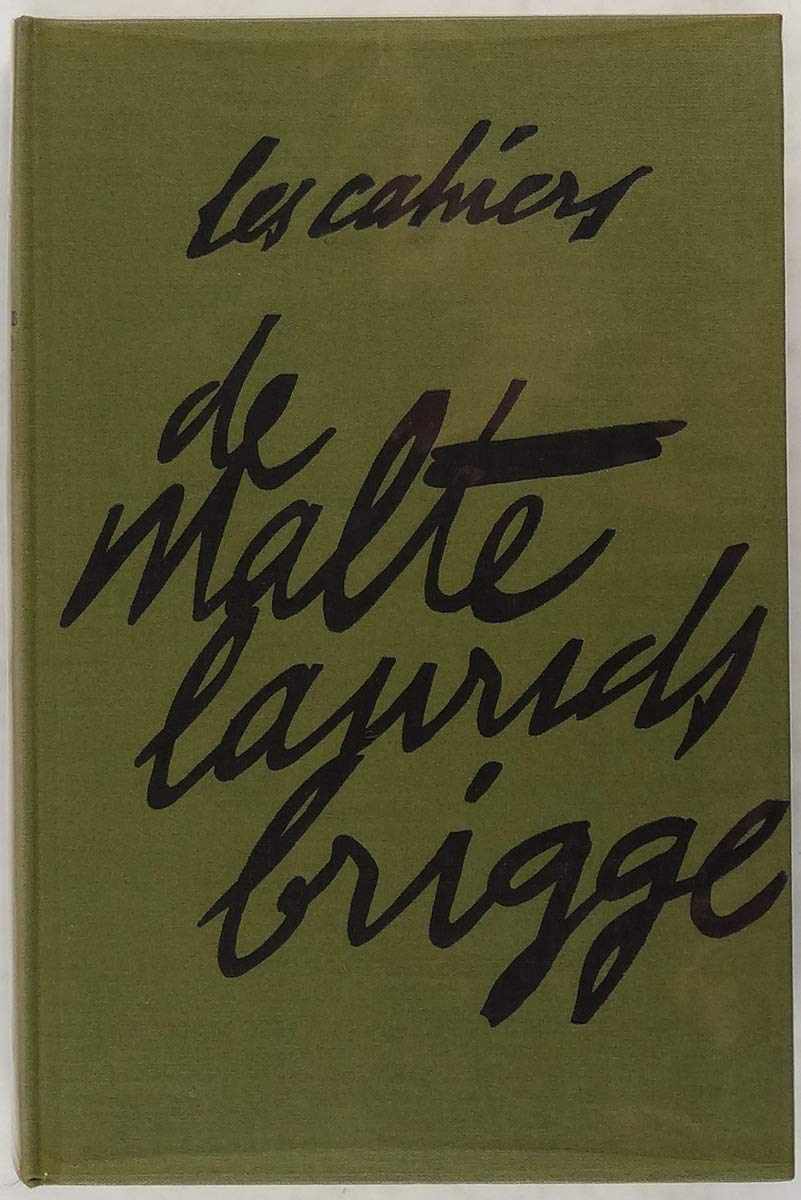 les cahiers
de
malte
laurids
brigge